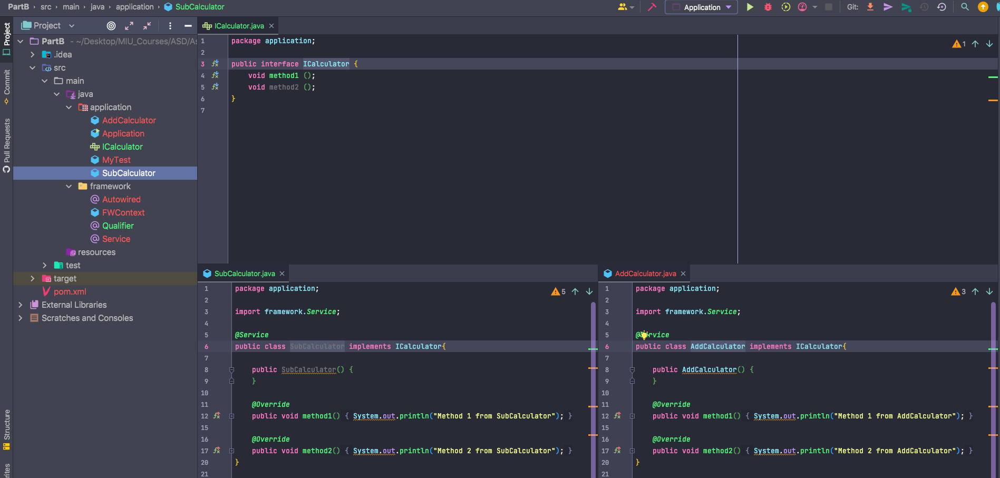 PartB › src › main › java › application › SubCalculator
Application
Git:
Project
Commit
Pull Requests
Structure
Project
PartB - ~/Desktop/MIU_Courses/ASD/As
.idea
src
main
java
application
AddCalculator
Application
ICalculator
MyTest
SubCalculator
framework
Autowired
FWContext
Qualifier
Service
resources
test
target
pom.xml
External Libraries
Scratches and Consoles
ICalculator.java
1
1 package application;
2
3 public interface ICalculator {
4 void method1 ();
5 void method2 ();
6 }
7
SubCalculator.java
5
1 package application;
2
3 import framework.Service;
4
5 @Service
6 public class SubCalculator implements ICalculator{
7
8 public SubCalculator() {
9 }
10
11 @Override
12 public void method1() { System.out.println("Method 1 from SubCalculator"); }
15
16 @Override
17 public void method2() { System.out.println("Method 2 from SubCalculator"); }
20 }
21
AddCalculator.java
3
1 package application;
2
3 import framework.Service;
4
5 @Service
6 public class AddCalculator implements ICalculator{
7
8 public AddCalculator() {
9 }
10
11 @Override
12 public void method1() { System.out.println("Method 1 from AddCalculator"); }
15
16 @Override
17 public void method2() { System.out.println("Method 2 from AddCalculator"); }
20 }
21